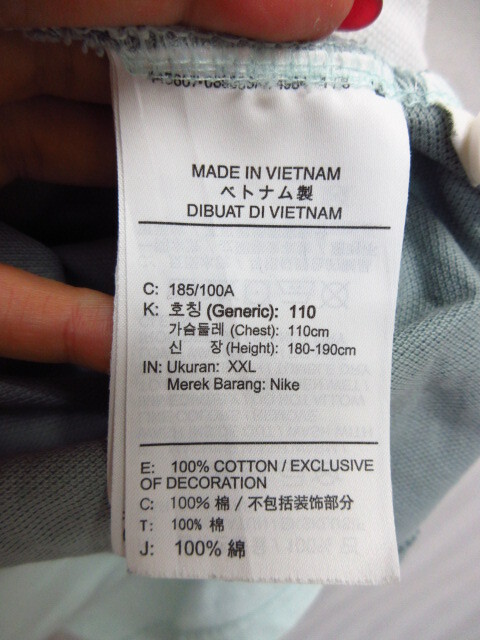 MADE IN VIETNAM
ベトナム製
DIBUAT DI VIETNAM
C: 185/100A
K: 호칭 (Generic): 110
가슴둘레 (Chest): 110cm
신 장 (Height): 180-190cm
IN: Ukuran: XXL
Merek Barang: Nike
E: 100% COTTON / EXCLUSIVE
OF DECORATION
C: 100% 棉 / 不包括装饰部分
T: 100% 棉
J: 100% 綿